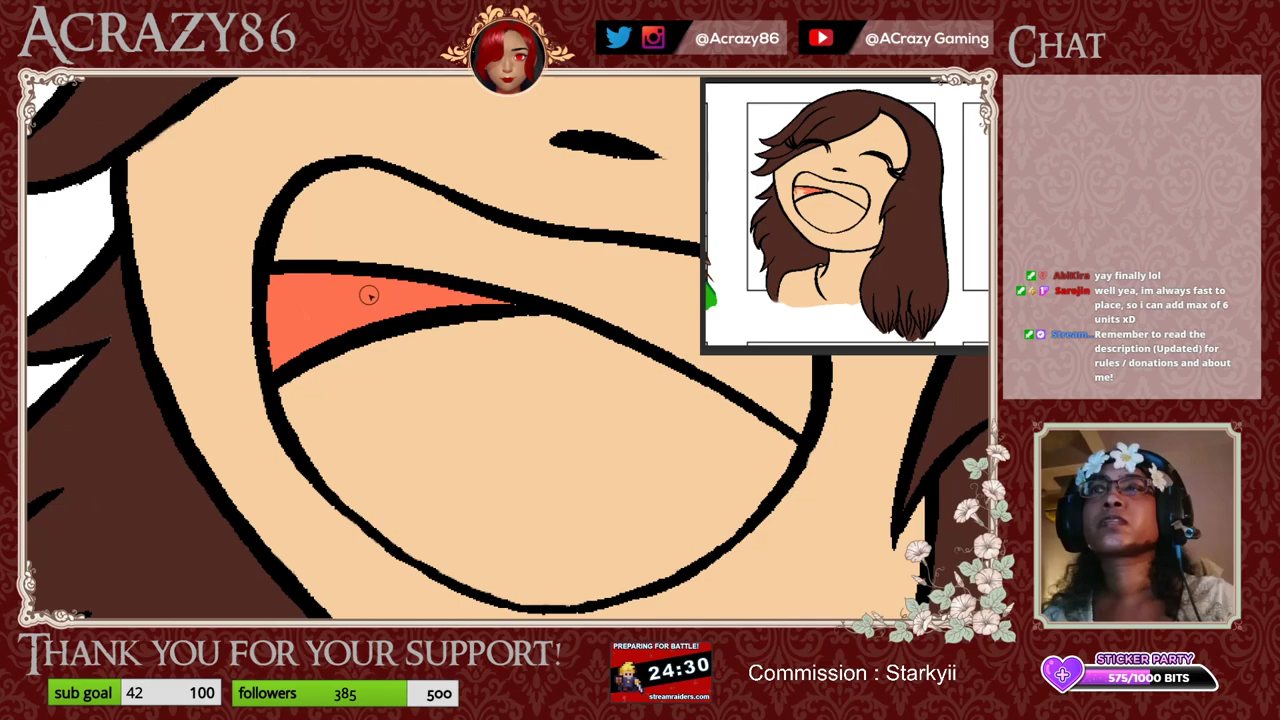 ACRAZY86
@Acrazy86
@ACrazy Gaming
CHAT
AbiKira yay finally lol
Sarojin well yea, im always fast to
place, so i can add max of 6
units xD
Stream... Remember to read the
description (Updated) for
rules / donations and about
me!
THANK YOU FOR YOUR SUPPORT!
sub goal 42 100
followers 385 500
PREPARING FOR BATTLE!
24:30
streamraiders.com
Commission : Starkyii
STICKER PARTY
575/1000 BITS